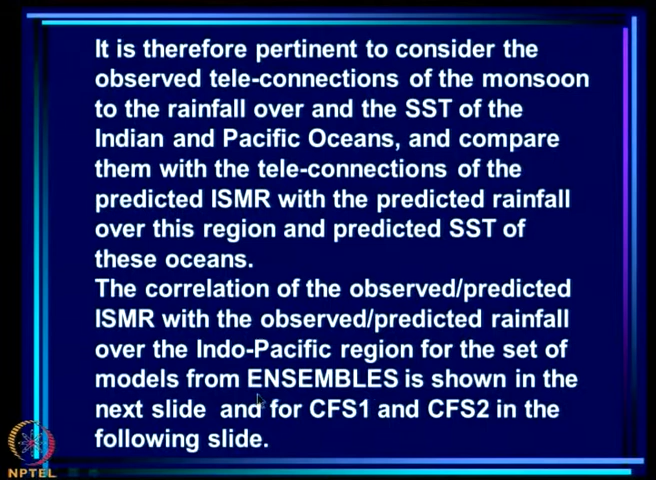 It is therefore pertinent to consider the
observed tele-connections of the monsoon
to the rainfall over and the SST of the
Indian and Pacific Oceans, and compare
them with the tele-connections of the
predicted ISMR with the predicted rainfall
over this region and predicted SST of
these oceans.
The correlation of the observed/predicted
ISMR with the observed/predicted rainfall
over the Indo-Pacific region for the set of
models from ENSEMBLES is shown in the
next slide and for CFS1 and CFS2 in the
following slide.
NPTEL